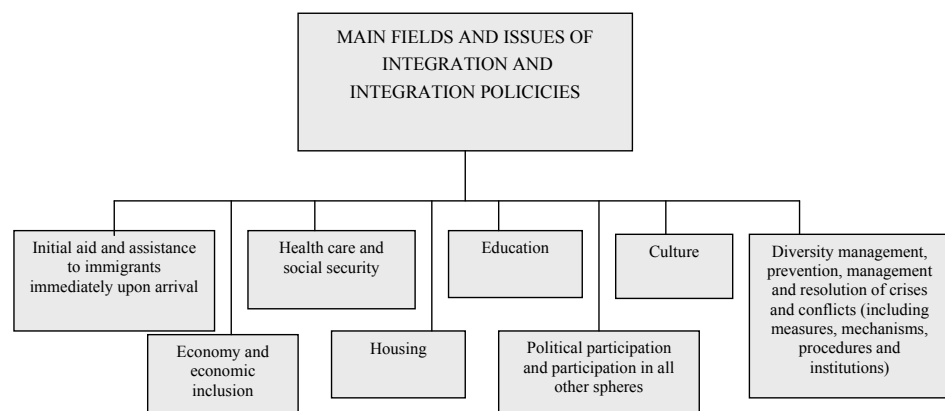 MAIN FIELDS AND ISSUES OF
INTEGRATION AND
INTEGRATION POLICICIES
Initial aid and assistance
to immigrants
immediately upon arrival
Economy and
economic
inclusion
Health care and
social security
Housing
Education
Political participation
and participation in all
other spheres
Culture
Diversity management,
prevention, management
and resolution of crises
and conflicts (including
measures, mechanisms,
procedures and
institutions)